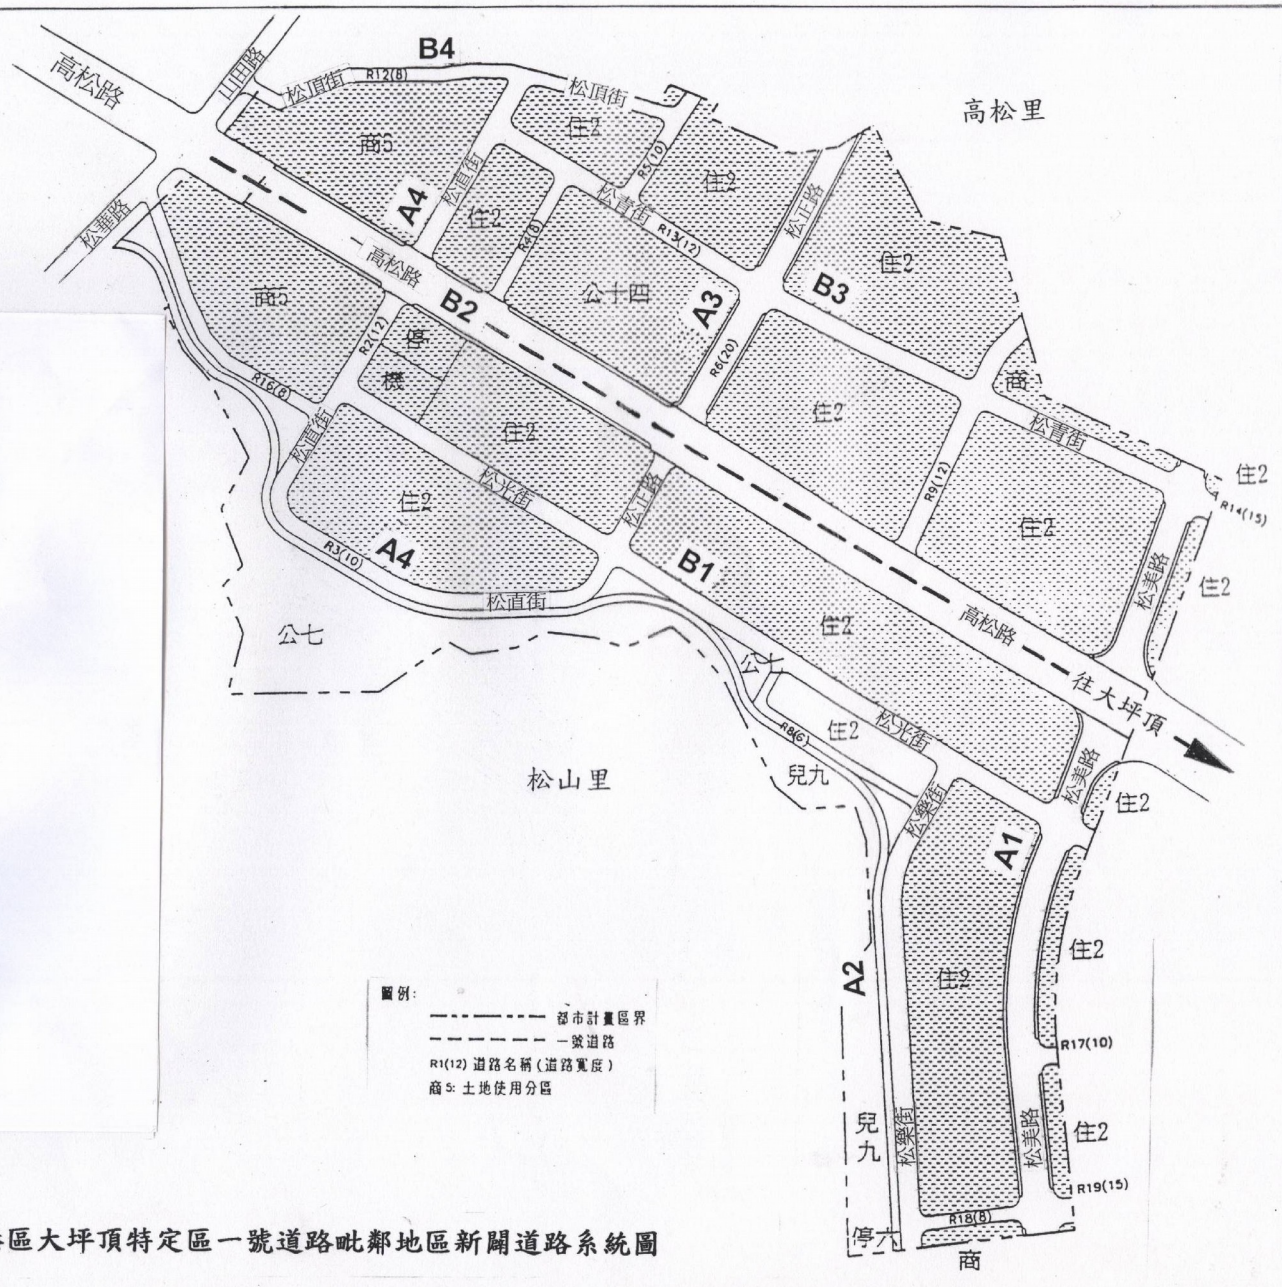 B4
高松路
山田路
松頂街
R12(8)
松頂街
高松里
商5
住2
R5(10)
住2
松直街
A4
住2
松青街
R4(8)
R13(12)
松正路
住2
松華路
高松路
B2
公十四
A3
B3
商5
停
機
R2(12)
R6(20)
商
R16(8)
住2
住2
松青街
松直街
住2
松光街
松正路
R9(12)
住2
住2
R14(15)
A4
R3(10)
B1
松美路
住2
松直街
公七
住2
高松路
往大坪頂
公七
住2
松光街
R8(6)
兒九
松美路
住2
松山里
松樂街
A1
住2
住2
A2
圖例:
都市計畫區界
一號道路
R1(12) 道路名稱(道路寬度)
商5: 土地使用分區
R17(10)
兒九
松樂街
松美路
住2
R19(15)
R18(8)
停六
商
區大坪頂特定區一號道路毗鄰地區新闢道路系統圖